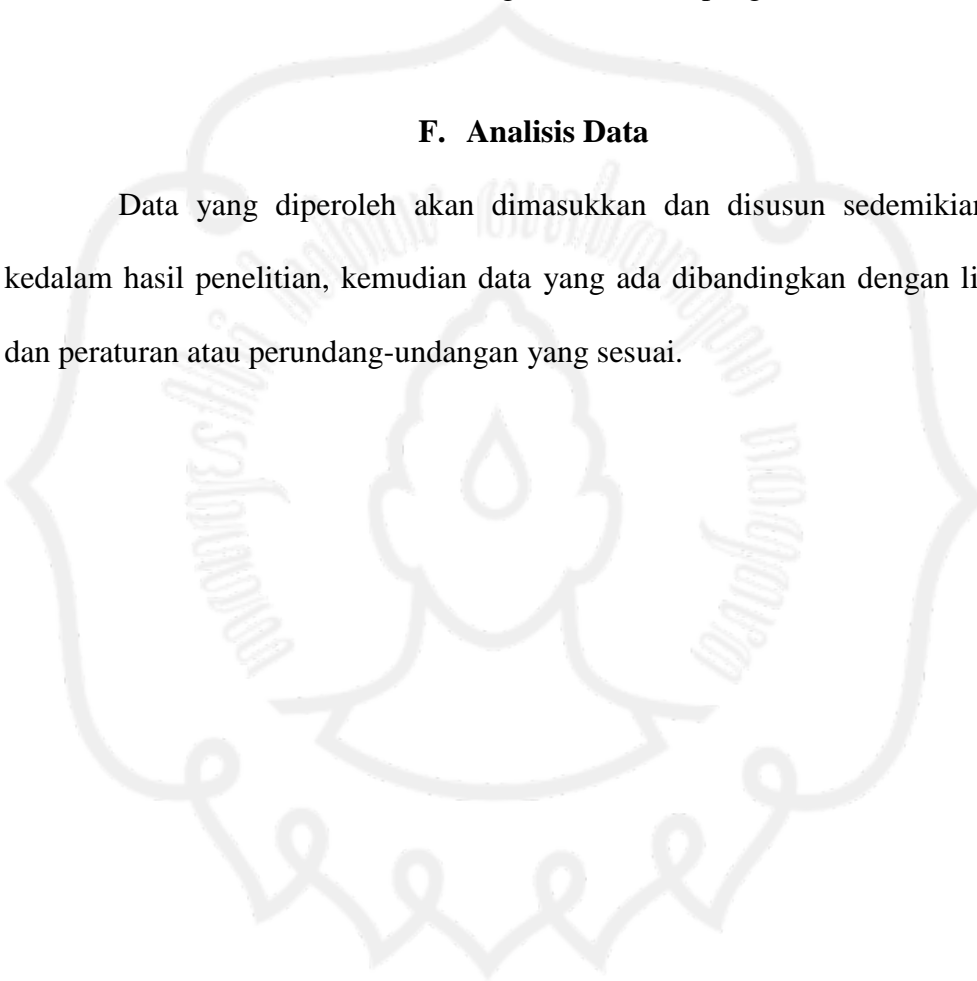 F. Analisis Data
Data yang diperoleh akan dimasukkan dan disusun sedemikian
kedalam hasil penelitian, kemudian data yang ada dibandingkan dengan li
dan peraturan atau perundang-undangan yang sesuai.